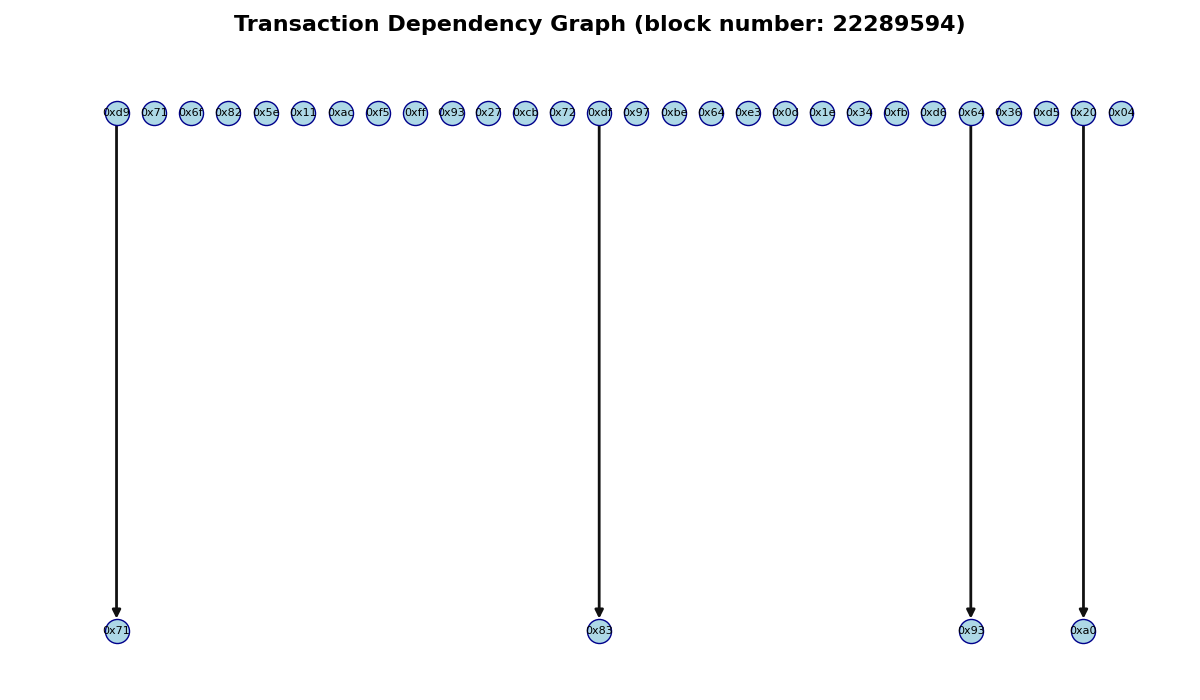 Transaction Dependency Graph (block number: 22289594)
0xd9 0x71 0x6f 0x82 0x5e 0x11 0xac 0xf5 0xff 0x93 0x27 0xcb 0x72 0xdf 0x97 0xbe 0x64 0xe3 0x0d 0x1e 0x34 0xfb 0xd6 0x64 0x36 0xd5 0x20 0x04
0x71 0x83 0x93 0xa0